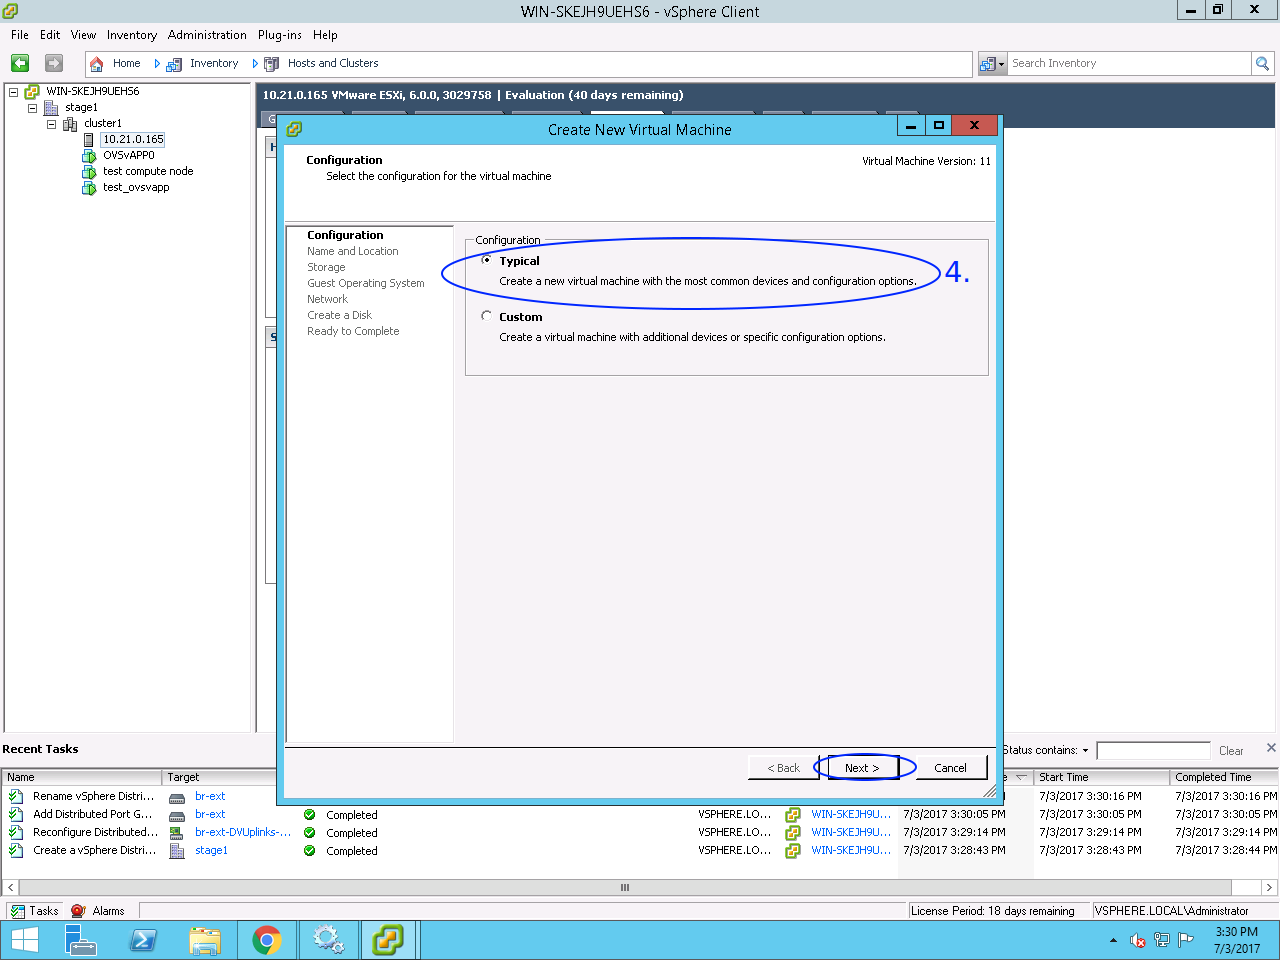 WIN-SKEJH9UEHS6 - vSphere Client
File Edit View Inventory Administration Plug-ins Help
Home Inventory Hosts and Clusters Search Inventory
WIN-SKEJH9UEHS6
stage1
cluster1
10.21.0.165
OVSvAPP0
test compute node
test_ovsvapp
10.21.0.165 VMware ESXi, 6.0.0, 3029758 | Evaluation (40 days remaining)
Create New Virtual Machine
Configuration
Select the configuration for the virtual machine
Virtual Machine Version: 11
Configuration
Name and Location
Storage
Guest Operating System
Network
Create a Disk
Ready to Complete
Configuration
Typical
Create a new virtual machine with the most common devices and configuration options.
4.
Custom
Create a virtual machine with additional devices or specific configuration options.
< Back Next > Cancel
Recent Tasks
Status contains: Clear
Name Target Start Time Completed Time
Rename vSphere Distri... br-ext 7/3/2017 3:30:16 PM 7/3/2017 3:30:16 PM
Add Distributed Port G... br-ext Completed VSPHERE.LO... WIN-SKEJH9U... 7/3/2017 3:30:05 PM 7/3/2017 3:30:05 PM 7/3/2017 3:30:05 PM
Reconfigure Distributed... br-ext-DVUplinks-... Completed VSPHERE.LO... WIN-SKEJH9U... 7/3/2017 3:29:14 PM 7/3/2017 3:29:14 PM 7/3/2017 3:29:14 PM
Create a vSphere Distri... stage1 Completed VSPHERE.LO... WIN-SKEJH9U... 7/3/2017 3:28:43 PM 7/3/2017 3:28:43 PM 7/3/2017 3:28:44 PM
Tasks Alarms License Period: 18 days remaining VSPHERE.LOCAL\Administrator
3:30 PM
7/3/2017